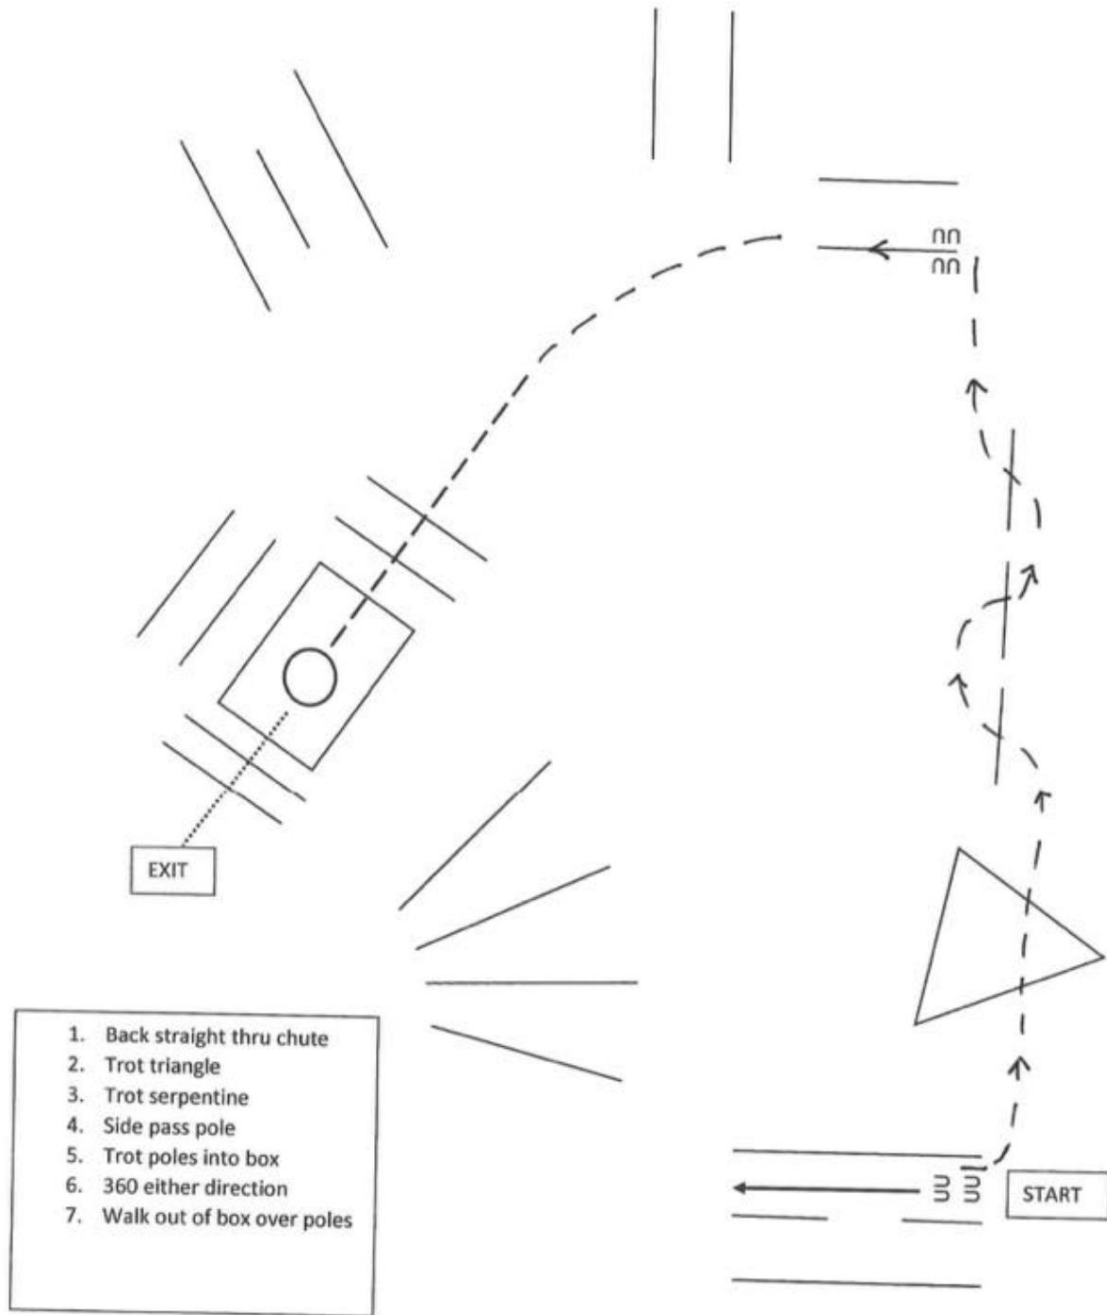 EXIT
1. Back straight thru chute
2. Trot triangle
3. Trot serpentine
4. Side pass pole
5. Trot poles into box
6. 360 either direction
7. Walk out of box over poles
START